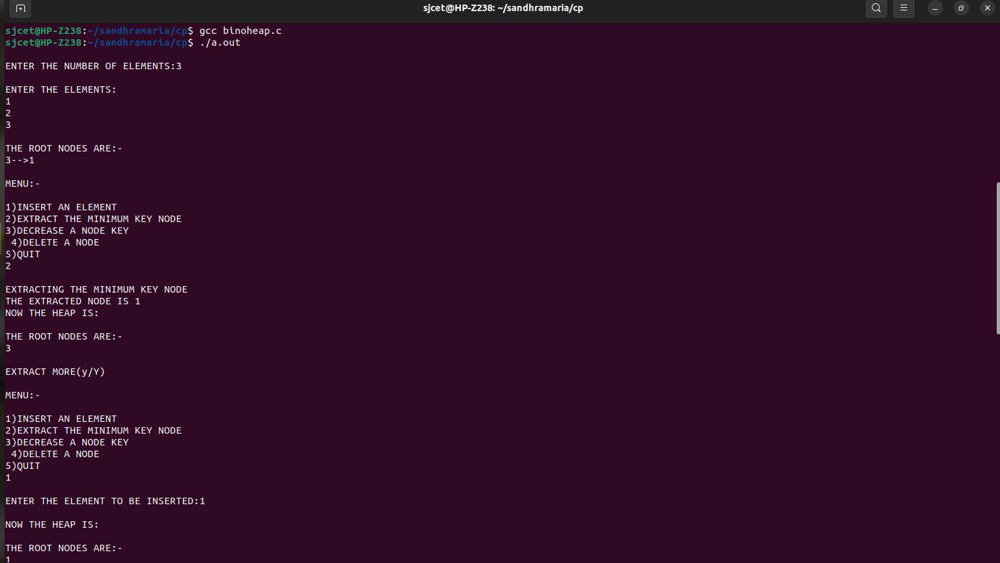 sjcet@HP-Z238: ~/sandhramaria/cp
sjcet@HP-Z238:~/sandhramaria/cp$ gcc binoheap.c
sjcet@HP-Z238:~/sandhramaria/cp$ ./a.out
ENTER THE NUMBER OF ELEMENTS:3
ENTER THE ELEMENTS:
1
2
3
THE ROOT NODES ARE:-
3-->1
MENU:-
1)INSERT AN ELEMENT
2)EXTRACT THE MINIMUM KEY NODE
3)DECREASE A NODE KEY
 4)DELETE A NODE
5)QUIT
2
EXTRACTING THE MINIMUM KEY NODE
THE EXTRACTED NODE IS 1
NOW THE HEAP IS:
THE ROOT NODES ARE:-
3
EXTRACT MORE(y/Y)
MENU:-
1)INSERT AN ELEMENT
2)EXTRACT THE MINIMUM KEY NODE
3)DECREASE A NODE KEY
 4)DELETE A NODE
5)QUIT
1
ENTER THE ELEMENT TO BE INSERTED:1
NOW THE HEAP IS:
THE ROOT NODES ARE:-
1